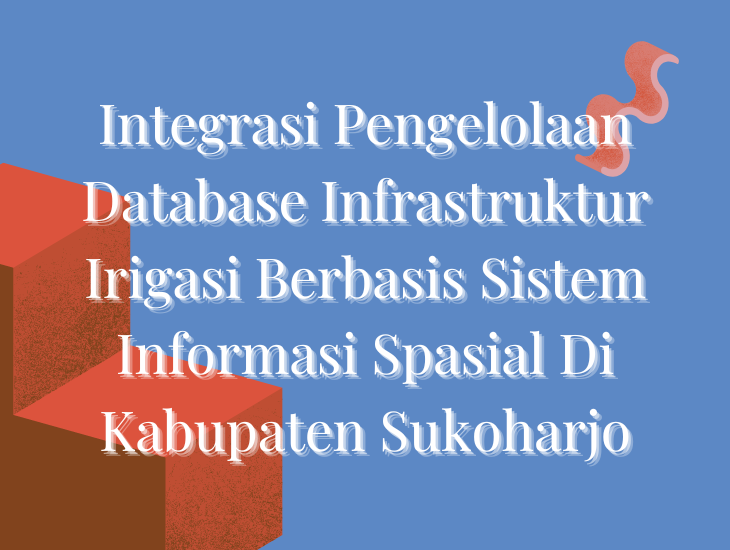 Integrasi Pengelolaan
Database Infrastruktur
Irigasi Berbasis Sistem
Informasi Spasial Di
Kabupaten Sukoharjo